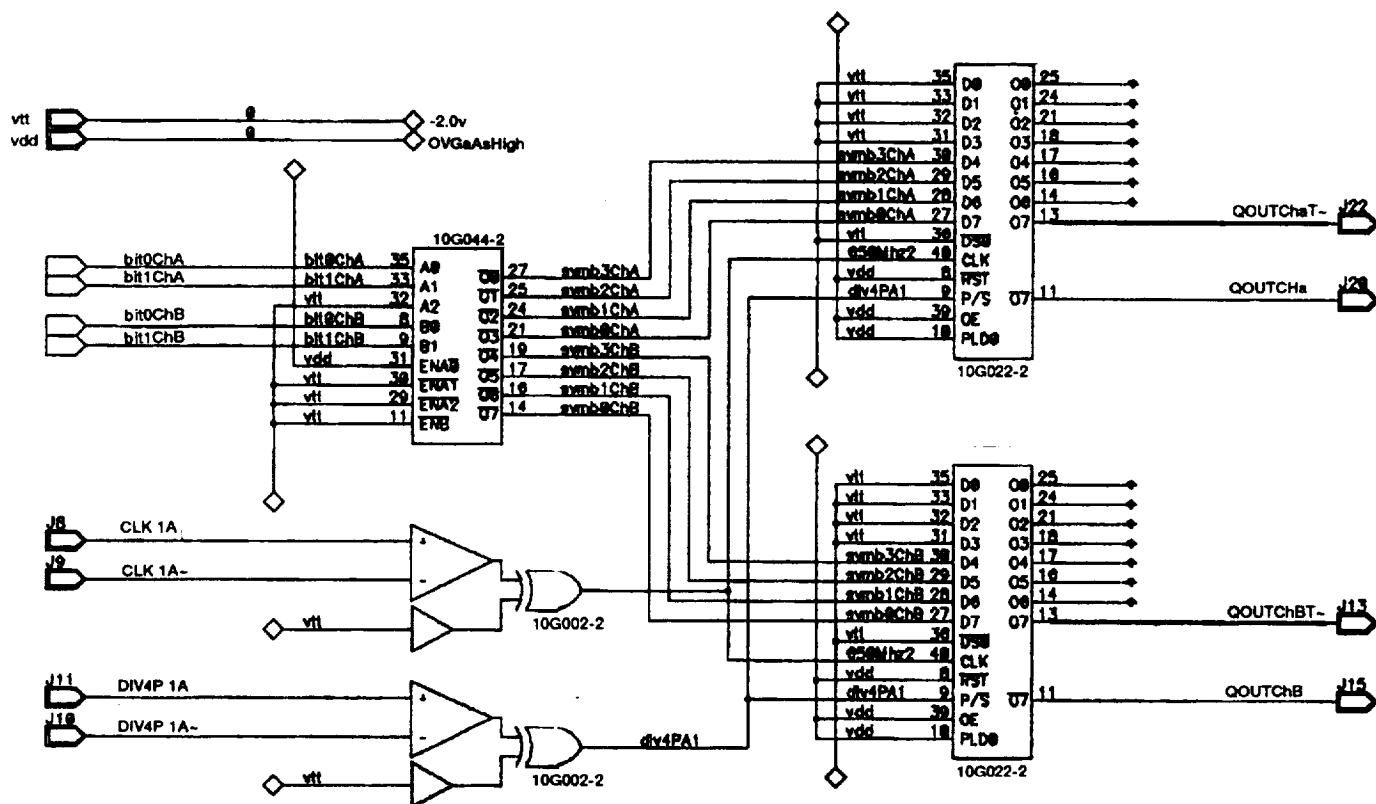 vtt 0 -2.0v
vdd 0 OVGaAsHigh
10G044-2
bit0ChA bit0ChA 35 A0
bit1ChA bit1ChA 33 A1
vtt 32 A2
bit0ChB bit0ChB 8 B0
bit1ChB bit1ChB 9 B1
vdd 31 ENA0
vtt 30 ENA1
vtt 29 ENA2
vtt 11 ENB
O0 27 symb3ChA
O1 25 symb2ChA
O2 24 symb1ChA
O3 21 symb0ChA
O4 19 symb3ChB
O5 17 symb2ChB
O6 16 symb1ChB
O7 14 symb0ChB
J8 CLK 1A +
J9 CLK 1A~ -
vtt
10G002-2
J11 DIV4P 1A +
J10 DIV4P 1A~ -
vtt
10G002-2
div4PA1
vtt 35 D0 O0 25
vtt 33 D1 O1 24
vtt 32 D2 O2 21
vtt 31 D3 O3 18
symb3ChA 30 D4 O4 17
symb2ChA 29 D5 O5 16
symb1ChA 28 D6 O6 14
symb0ChA 27 D7 O7 13 QOUTChaT~ J22
vtt 36 DS0
650Mhz2 40 CLK
vdd 8 RST
div4PA1 9 P/S O7 11 QOUTCHa J20
vdd 39 OE
vdd 10 PLD0
10G022-2
vtt 35 D0 O0 25
vtt 33 D1 O1 24
vtt 32 D2 O2 21
vtt 31 D3 O3 18
symb3ChB 30 D4 O4 17
symb2ChB 29 D5 O5 16
symb1ChB 28 D6 O6 14
symb0ChB 27 D7 O7 13 QOUTChBT~ J13
vtt 36 DS0
650Mhz2 40 CLK
vdd 8 RST
div4PA1 9 P/S O7 11 QOUTChB J15
vdd 39 OE
vdd 10 PLD0
10G022-2